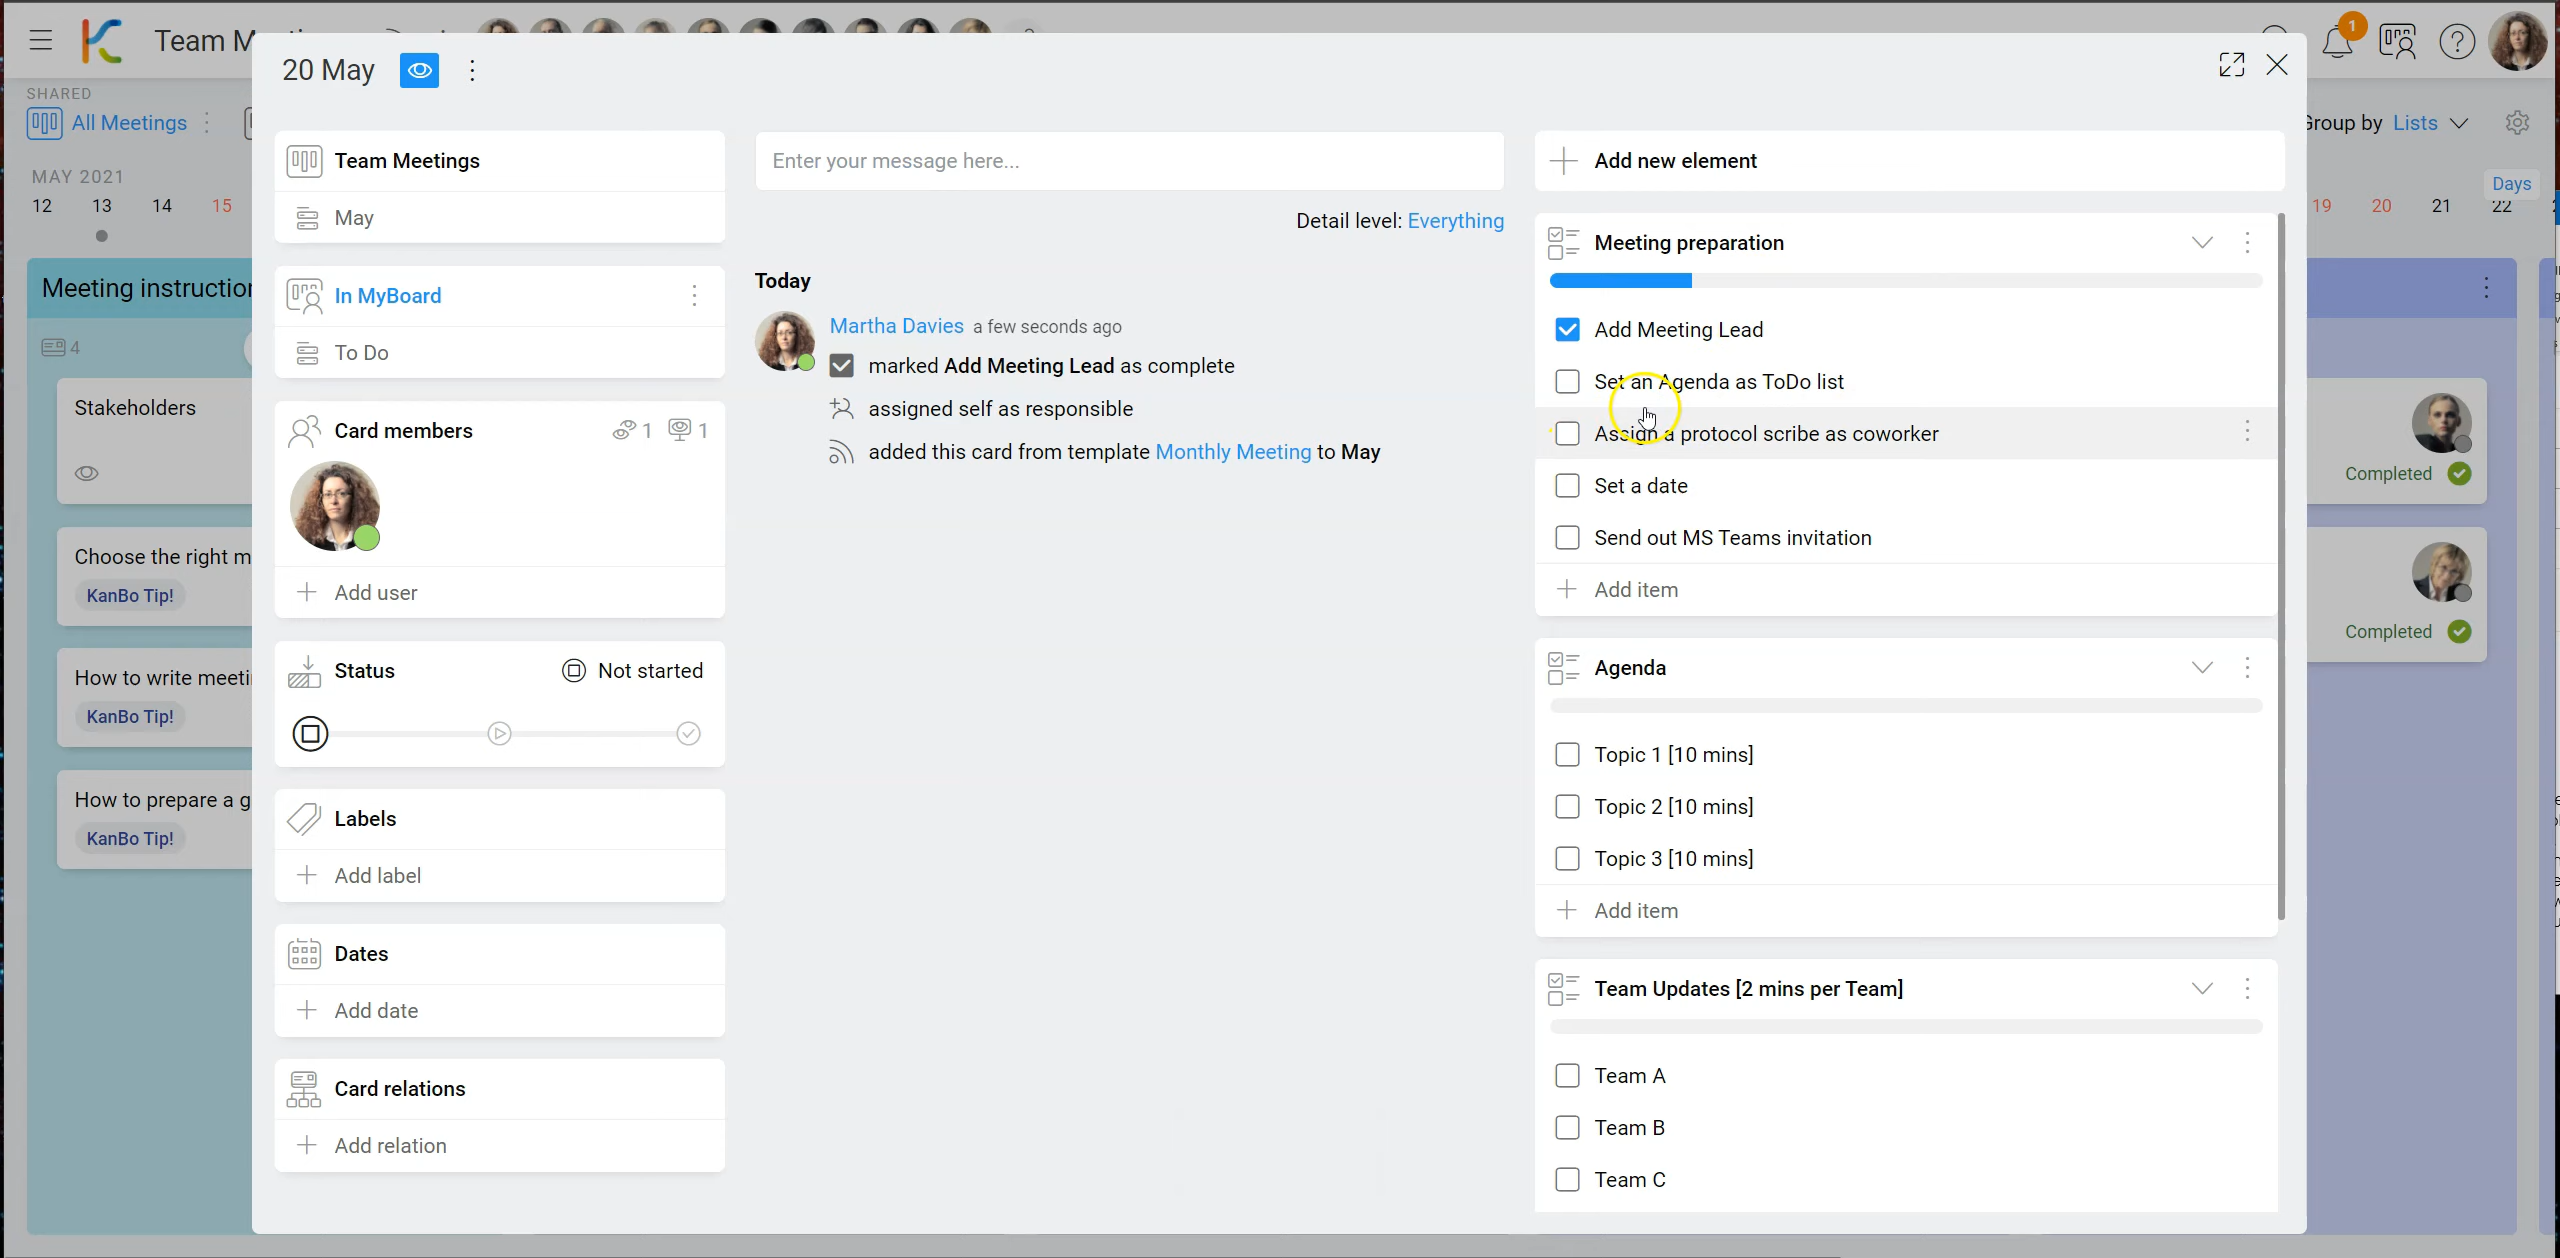 Team M
1
?
SHARED
All Meetings
Group by Lists
MAY 2021
Days
12 13 14 15
19 20 21 22
Meeting instruction
4
Stakeholders
Choose the right m
KanBo Tip!
How to write meeti
KanBo Tip!
How to prepare a g
KanBo Tip!
20 May
Team Meetings
May
In MyBoard
To Do
Card members
1 1
Add user
Status
Not started
Labels
Add label
Dates
Add date
Card relations
Add relation
Enter your message here...
Detail level: Everything
Today
Martha Davies a few seconds ago
marked Add Meeting Lead as complete
assigned self as responsible
added this card from template Monthly Meeting to May
Add new element
Meeting preparation
Add Meeting Lead
Set an Agenda as ToDo list
Assign a protocol scribe as coworker
Set a date
Send out MS Teams invitation
Add item
Agenda
Topic 1 [10 mins]
Topic 2 [10 mins]
Topic 3 [10 mins]
Add item
Team Updates [2 mins per Team]
Team A
Team B
Team C
Completed
Completed